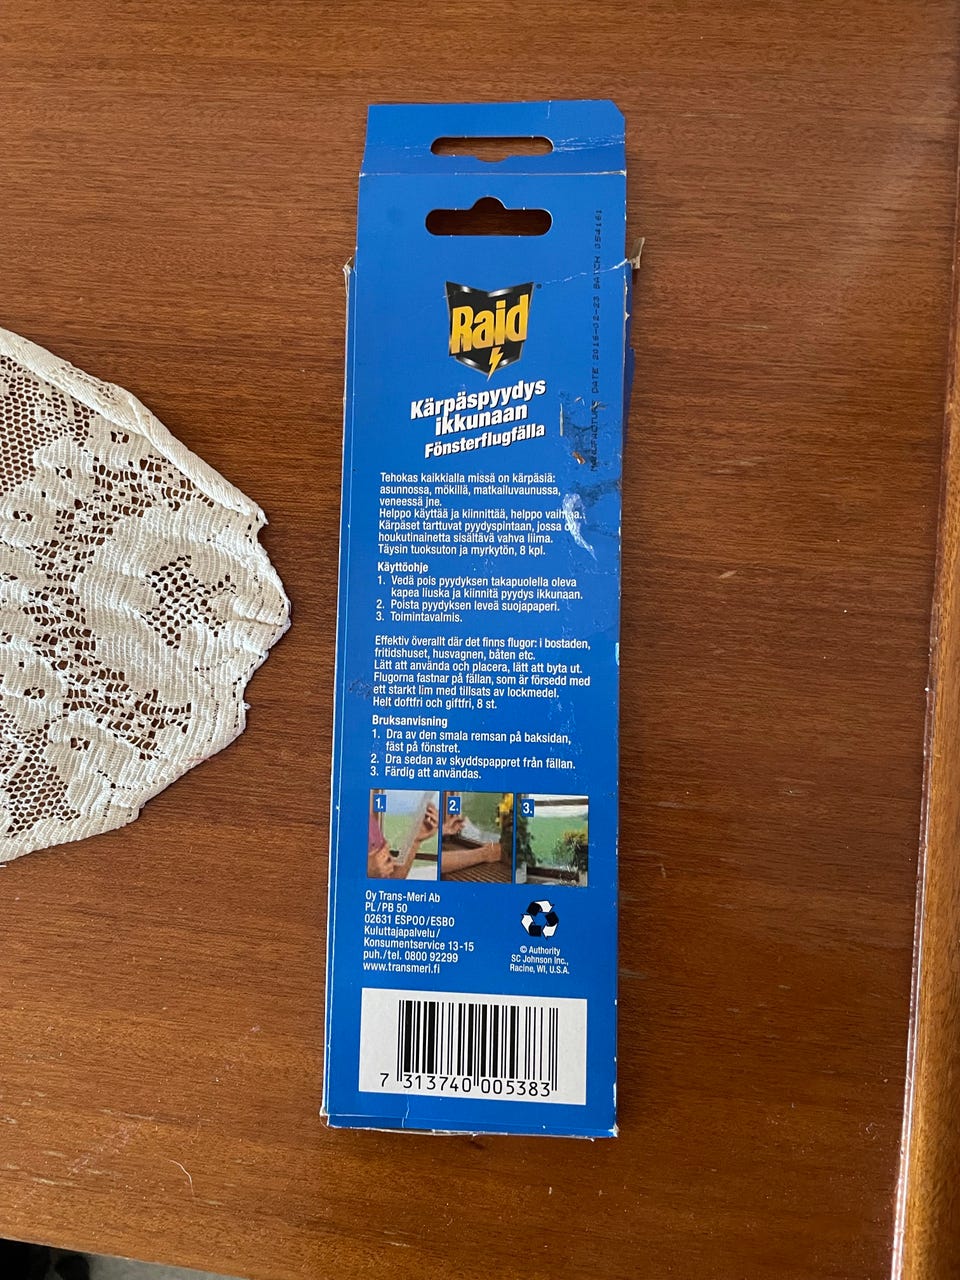 Raid
Kärpäspyydys
ikkunaan
Fönsterflugfälla
MANUFACTURE DATE: 2016-02-23 BATCH: 054161
Tehokas kaikkialla missä on kärpäsiä:
asunnossa, mökillä, matkailuvaunussa,
veneessä jne.
Helppo käyttää ja kiinnittää, helppo
Kärpäset tarttuvat pyydyspintaan, jossa on
houkutinainetta sisältävä vahva liima.
Täysin tuoksuton ja myrkytön, 8 kpl.
Käyttöohje
1. Vedä pois pyydyksen takapuolella oleva
kapea liuska ja kiinnitä pyydys ikkunaan.
2. Poista pyydyksen leveä suojapaperi.
3. Toimintavalmis.
Effektiv överallt där det finns flugor: i bostaden,
fritidshuset, husvagnen, båten etc.
Lätt att använda och placera, lätt att byta ut.
Flugorna fastnar på fällan, som är försedd med
ett starkt lim med tillsats av lockmedel.
Helt doftfri och giftfri, 8 st.
Bruksanvisning
1. Dra av den smala remsan på baksidan,
fäst på fönstret.
2. Dra sedan av skyddspappret från fällan.
3. Färdig att användas.
1. 2. 3.
Oy Trans-Meri Ab
PL/PB 50
02631 ESPOO/ESBO
Kuluttajapalvelu/
Konsumentservice 13-15
puh./tel. 0800 92299
www.transmeri.fi
© Authority
SC Johnson Inc.,
Racine, WI, U.S.A.
7 313740 005383